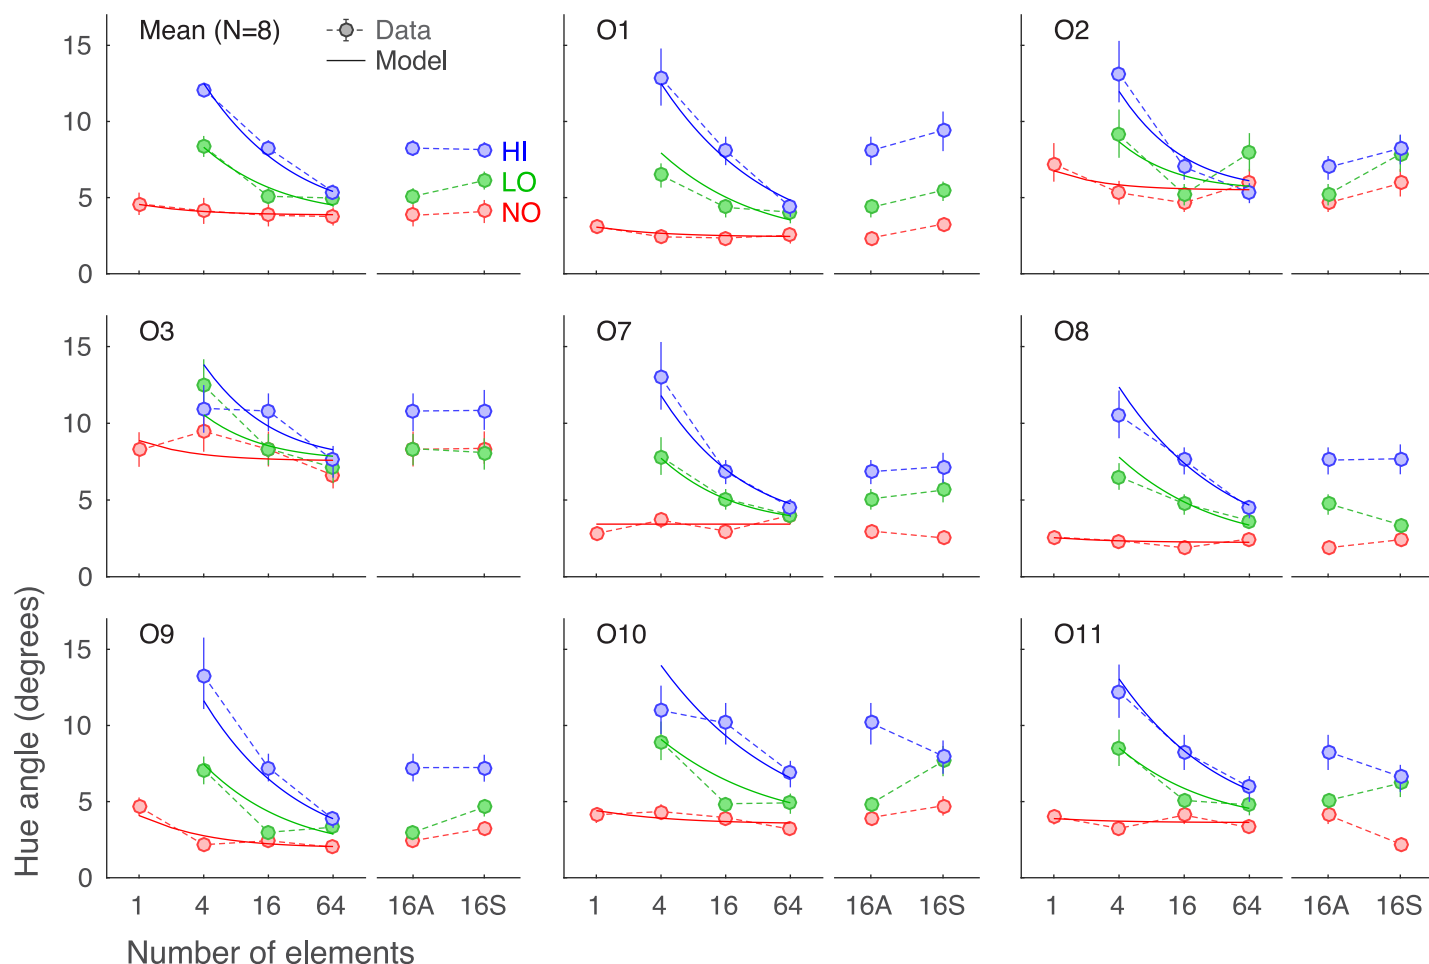 Mean (N=8)
Data
Model
O1
O2
15
10
5
0
HI
LO
NO
O3
O7
O8
15
10
5
0
O9
O10
O11
15
10
5
0
Hue angle (degrees)
1 4 16 64 16A 16S
1 4 16 64 16A 16S
1 4 16 64 16A 16S
Number of elements